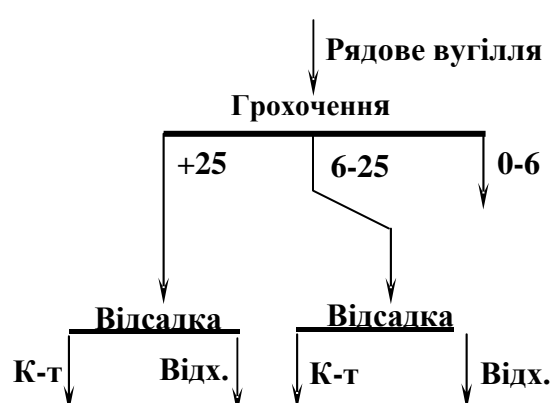 Рядове вугілля
Грохочення
+25 6-25 0-6
Відсадка Відсадка
К-т Відх. К-т Відх.